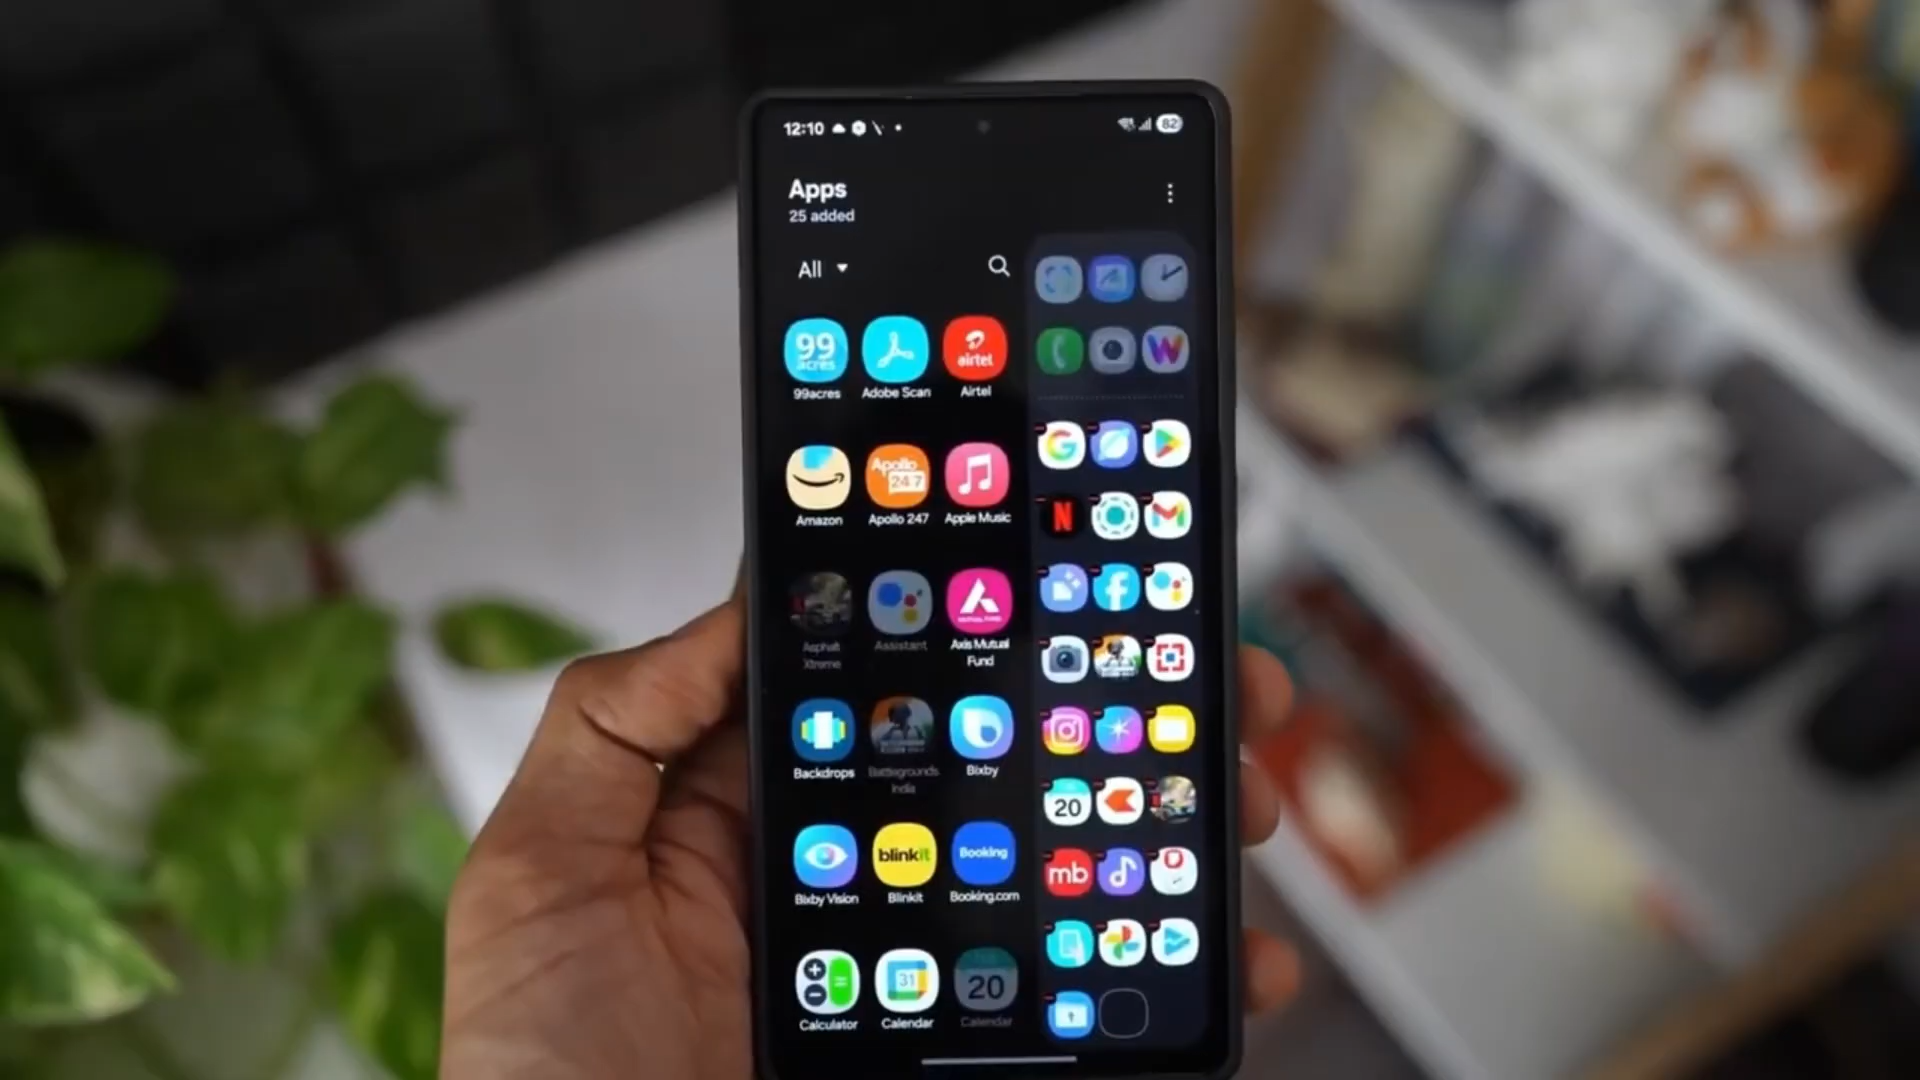 12:10
82
Apps
25 added
All
99
acres
airtel
99acres
Adobe Scan
Airtel
Apollo
24 7
Amazon
Apollo 247
Apple Music
N
Asphalt
Xtreme
Assistant
Axis Mutual
Fund
Backdrops
Battlegrounds
India
Bixby
20
blinkit
Booking
mb
Bixby Vision
Blinkit
Booking.com
31
20
Calculator
Calendar
Calendar